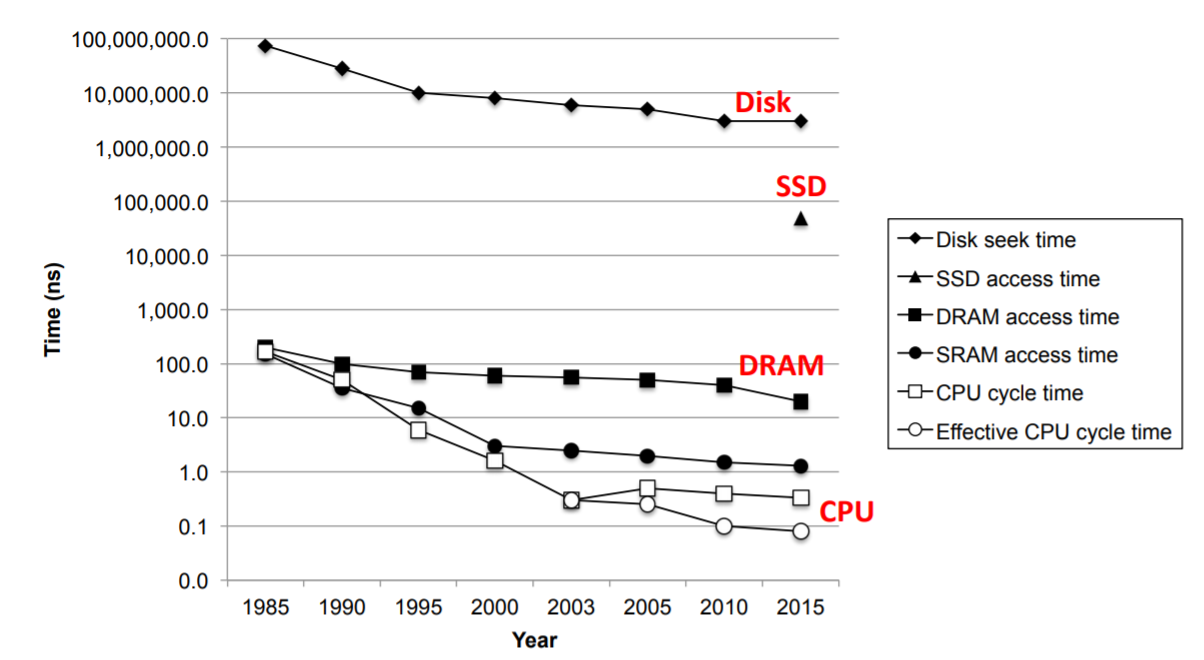 100,000,000.0
10,000,000.0
1,000,000.0
100,000.0
10,000.0
1,000.0
100.0
10.0
1.0
0.1
0.0
Time (ns)
Disk
SSD
DRAM
CPU
1985 1990 1995 2000 2003 2005 2010 2015
Year
Disk seek time
SSD access time
DRAM access time
SRAM access time
CPU cycle time
Effective CPU cycle time